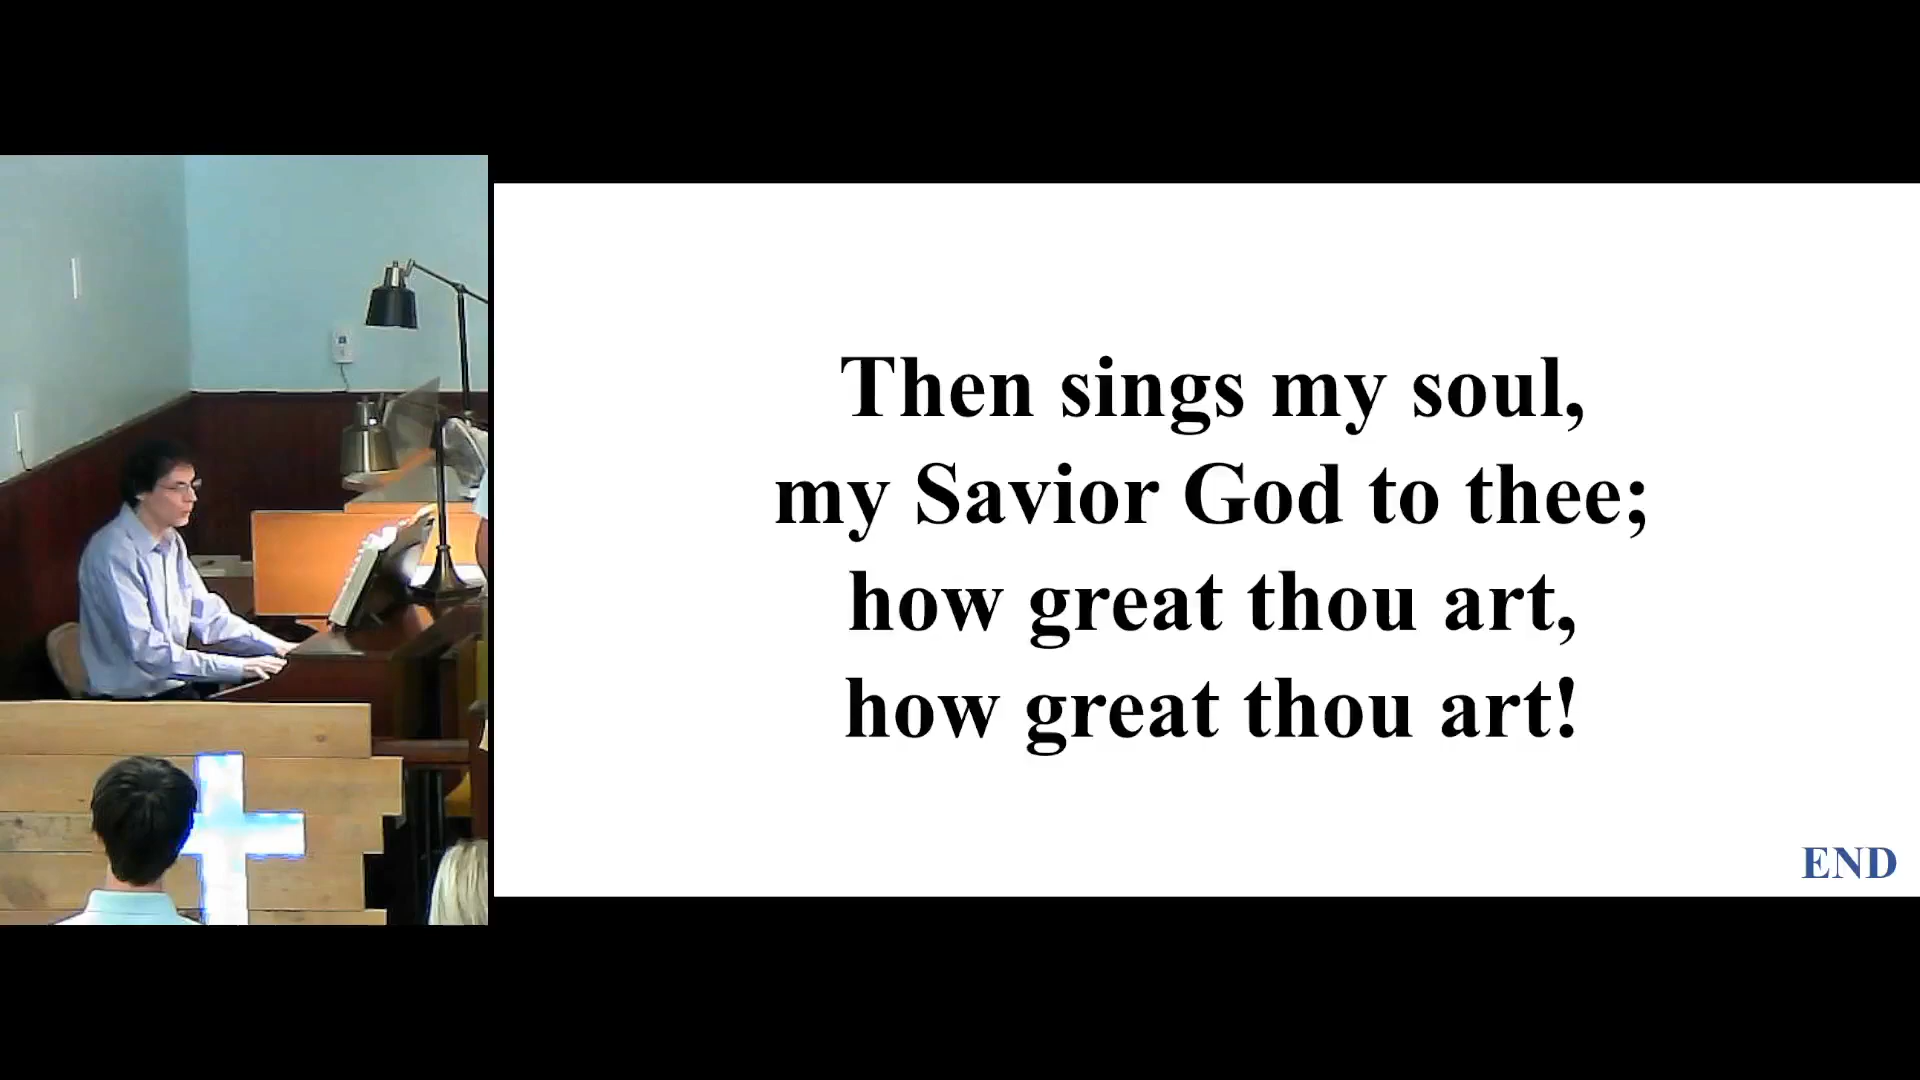 Then sings my soul,
my Savior God to thee;
how great thou art,
how great thou art!
END